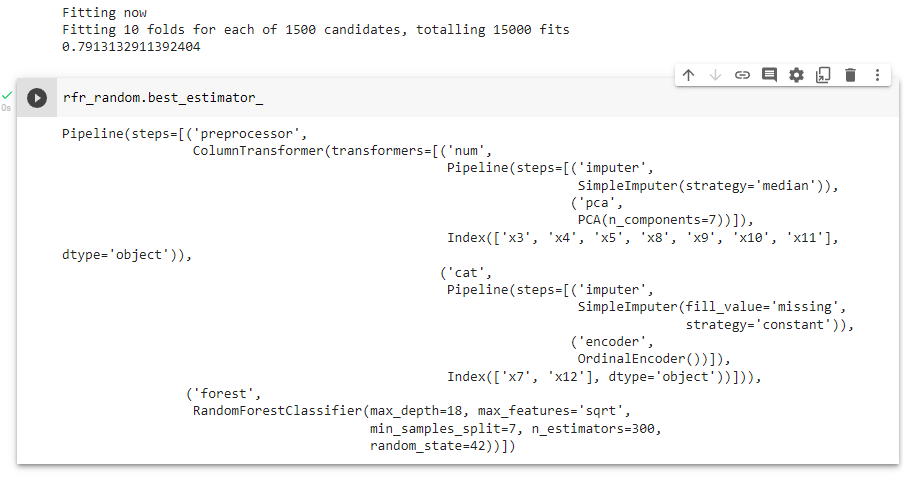 Fitting now
Fitting 10 folds for each of 1500 candidates, totalling 15000 fits
0.7913132911392404
0s
rfr_random.best_estimator_
Pipeline(steps=[('preprocessor',
ColumnTransformer(transformers=[('num',
Pipeline(steps=[('imputer',
SimpleImputer(strategy='median')),
('pca',
PCA(n_components=7))]),
Index(['x3', 'x4', 'x5', 'x8', 'x9', 'x10', 'x11'],
dtype='object')),
('cat',
Pipeline(steps=[('imputer',
SimpleImputer(fill_value='missing',
strategy='constant')),
('encoder',
OrdinalEncoder())]),
Index(['x7', 'x12'], dtype='object'))])),
('forest',
RandomForestClassifier(max_depth=18, max_features='sqrt',
min_samples_split=7, n_estimators=300,
random_state=42))])